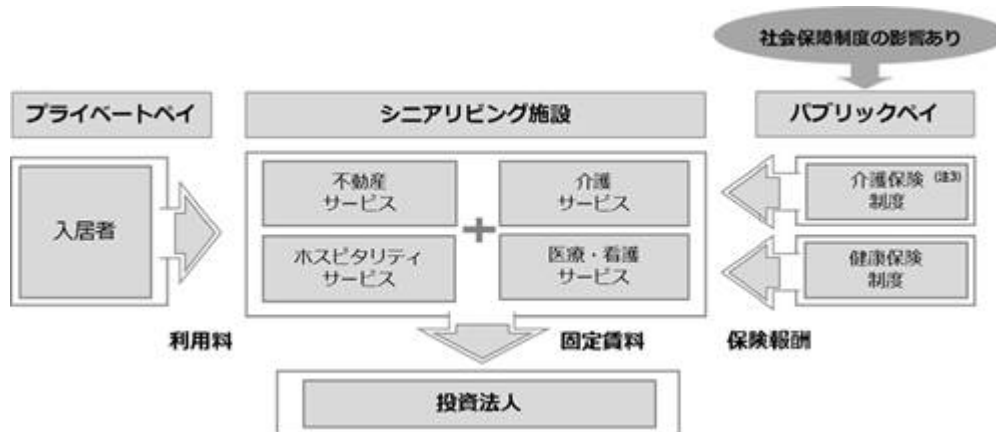 社会保障制度の影響あり
プライベートペイ
シニアリビング施設
パブリックペイ
入居者
不動産
サービス
介護
サービス
ホスピタリティ
サービス
医療・看護
サービス
介護保険 (注3)
制度
健康保険
制度
利用料
固定賃料
保険報酬
投資法人